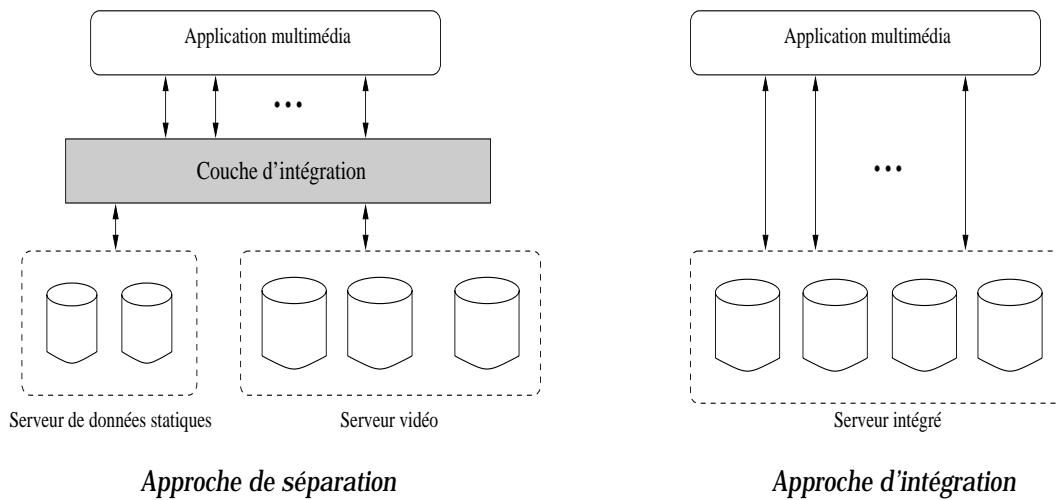 Application multimédia
Application multimédia
Couche d'intégration
Serveur de données statiques
Serveur vidéo
Serveur intégré
Approche de séparation
Approche d'intégration